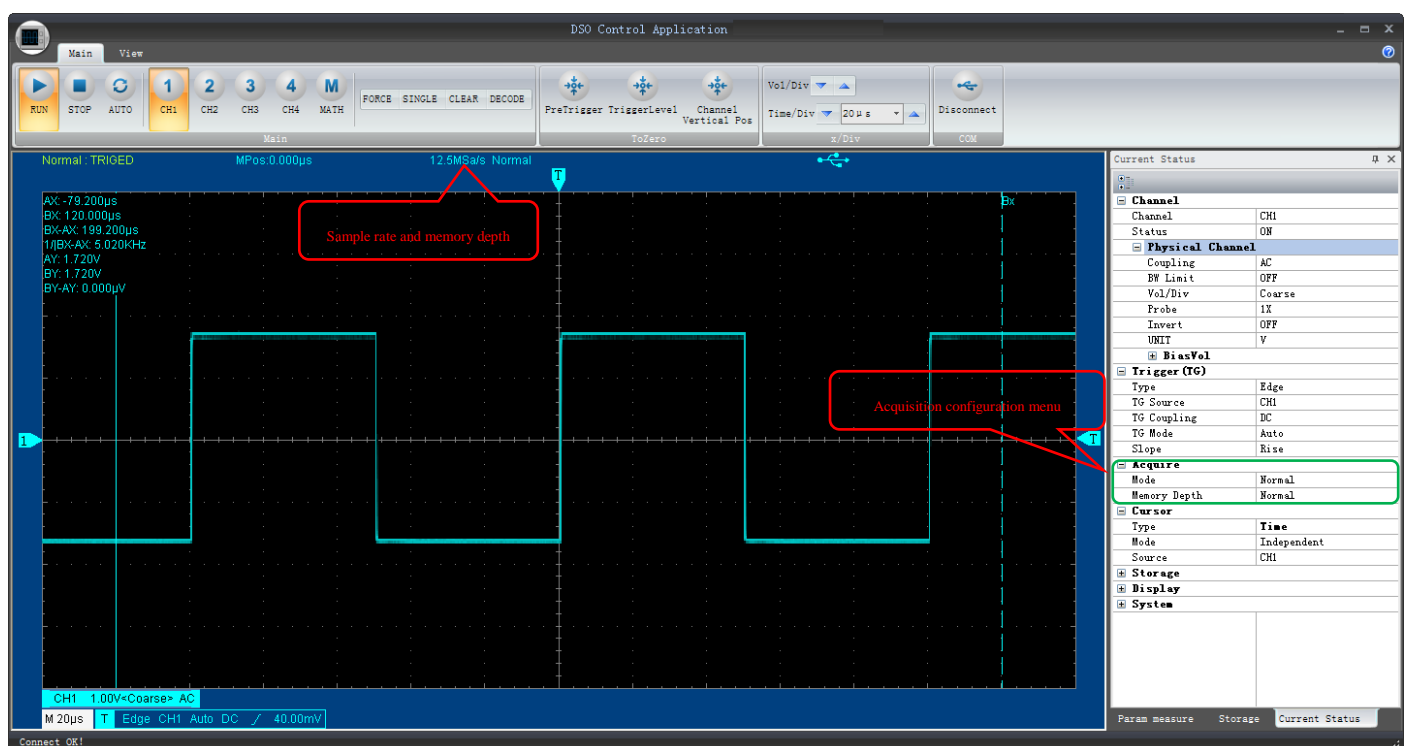 DSO Control Application
Main View
RUN STOP AUTO 1 CH1 2 CH2 3 CH3 4 CH4 M MATH FORCE SINGLE CLEAR DECODE
Main
PreTrigger TriggerLevel Channel Vertical Pos
ToZero
Vol/Div
Time/Div 20μs
x/Div
Disconnect
COM
Normal : TRIGED MPos:0.000μs 12.5MSa/s Normal
T
AX: -79.200μs
BX: 120.000μs
BX-AX: 199.200μs
1/|BX-AX: 5.020KHz
AY: 1.720V
BY: 1.720V
BY-AY: 0.000μV
Bx
Sample rate and memory depth
Acquisition configuration menu
1
T
CH1 1.00V<Coarse> AC
M 20μs T Edge CH1 Auto DC 40.00mV
Current Status
Channel
Channel CH1
Status ON
Physical Channel
Coupling AC
BW Limit OFF
Vol/Div Coarse
Probe 1X
Invert OFF
UNIT V
BiasVol
Trigger(TG)
Type Edge
TG Source CH1
TG Coupling DC
TG Mode Auto
Slope Rise
Acquire
Mode Normal
Memory Depth Normal
Cursor
Type Time
Mode Independent
Source CH1
Storage
Display
System
Param measure Storage Current Status
Connect OK!